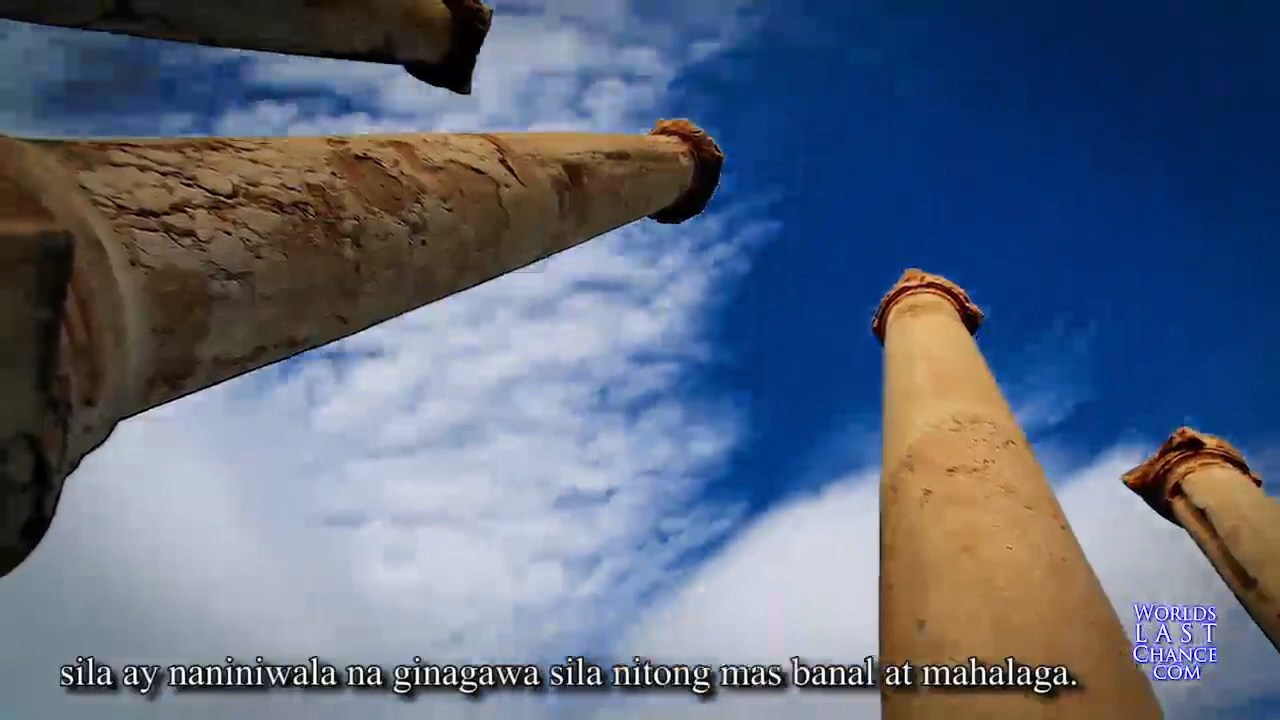 sila ay naniniwala na ginagawa sila nitong mas banal at mahalaga.
WORLDS
LAST
CHANCE
.COM